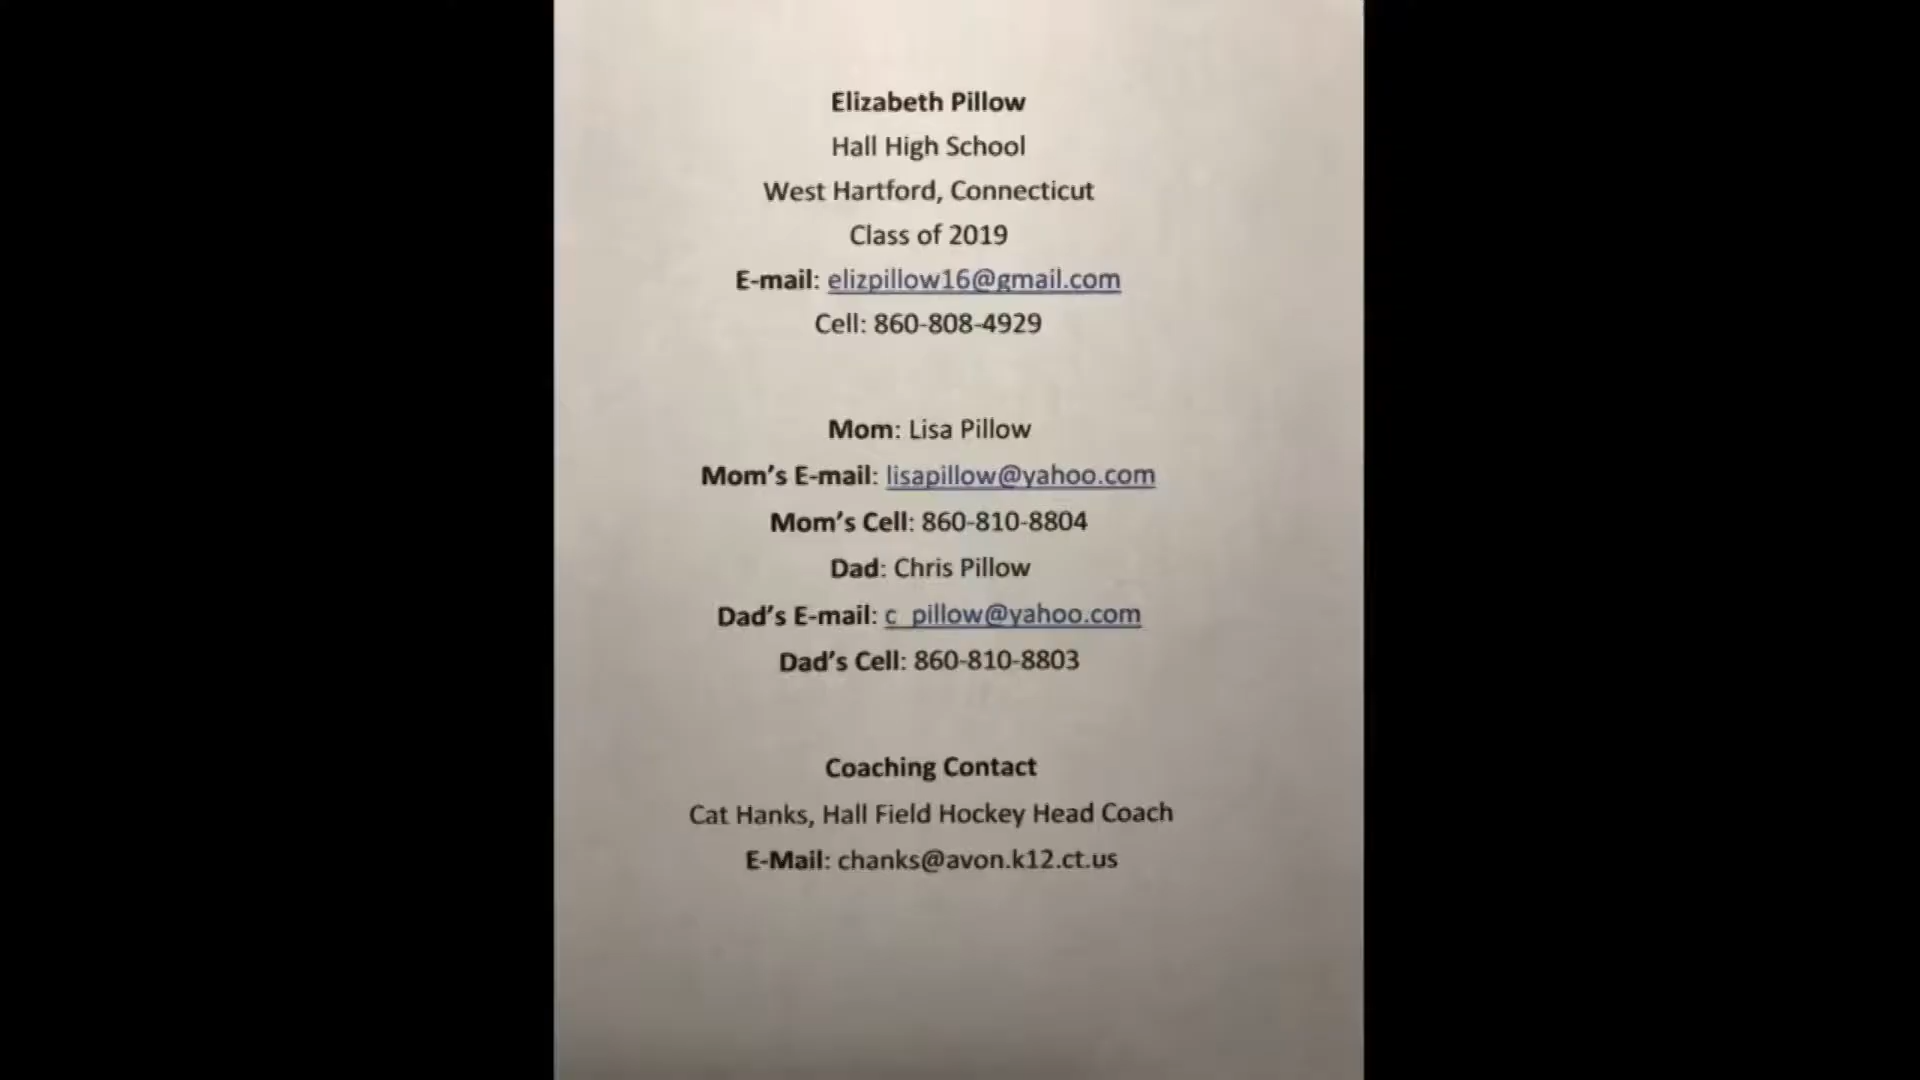 Elizabeth Pillow
Hall High School
West Hartford, Connecticut
Class of 2019
E-mail: elizpillow16@gmail.com
Cell: 860-808-4929
Mom: Lisa Pillow
Mom's E-mail: lisapillow@yahoo.com
Mom's Cell: 860-810-8804
Dad: Chris Pillow
Dad's E-mail: c_pillow@yahoo.com
Dad's Cell: 860-810-8803
Coaching Contact
Cat Hanks, Hall Field Hockey Head Coach
E-Mail: chanks@avon.k12.ct.us